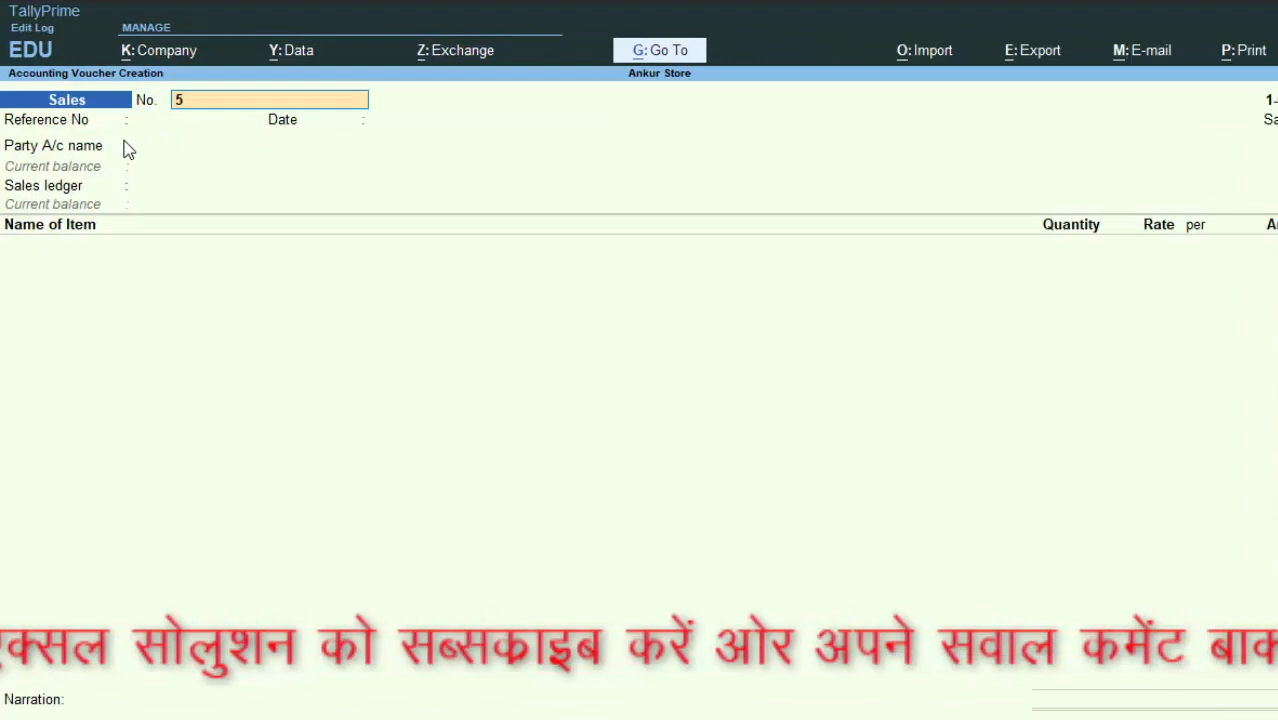 TallyPrime
Edit Log
MANAGE
EDU
K: Company
Y: Data
Z: Exchange
G: Go To
O: Import
E: Export
M: E-mail
P: Print
Accounting Voucher Creation
Ankur Store
Sales No. 5
Reference No : Date :
Party A/c name
Current balance :
Sales ledger :
Current balance :
Name of Item Quantity Rate per
सोलुशन को सब्सक्राइब करें ओर अपने सवाल कमेंट
Narration: